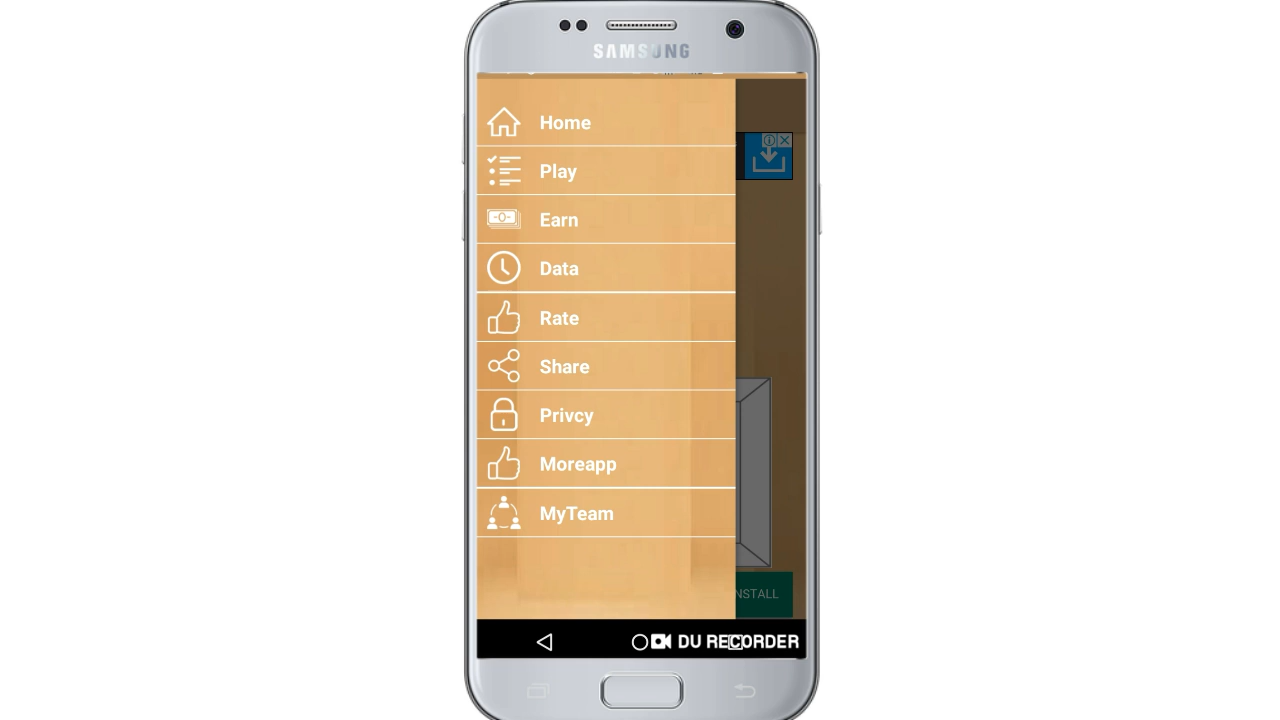 SAMSUNG
Home
Play
Earn
Data
Rate
Share
Privcy
Moreapp
MyTeam
NSTALL
DU RECORDER